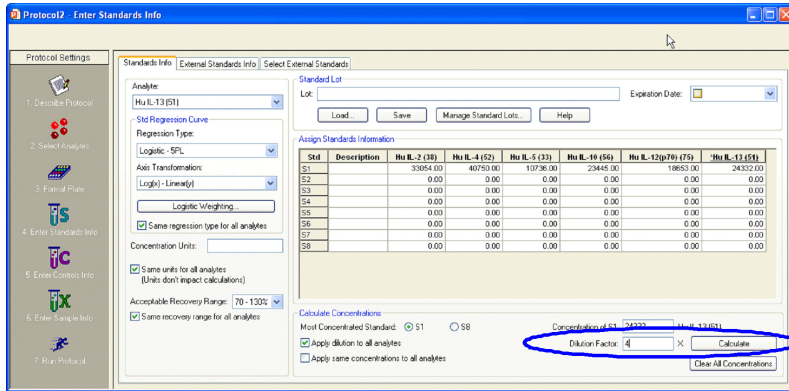 Protocol2 - Enter Standards Info
Protocol Settings
1. Describe Protocol
2. Select Analytes
3. Format Plate
4. Enter Standards Info
5. Enter Controls Info
6. Enter Sample Info
7. Run Protocol
Standards Info External Standards Info Select External Standards
Analyte:
Hu IL-13 (51)
Std Regression Curve
Regression Type:
Logistic - 5PL
Axis Transformation:
Log(x) - Linear(y)
Logistic Weighting...
Same regression type for all analytes
Concentration Units:
Same units for all analytes
(Units don't impact calculations)
Acceptable Recovery Range: 70 - 130%
Same recovery range for all analytes
Standard Lot
Lot: Expiration Date:
Load... Save Manage Standard Lots... Help
Assign Standards Information
Std Description Hu IL-2 (38) Hu IL-4 (52) Hu IL-5 (33) Hu IL-10 (56) Hu IL-12(p70) (75) *Hu IL-13 (51)
S1 33054.00 40750.00 10736.00 23445.00 18653.00 24332.00
S2 0.00 0.00 0.00 0.00 0.00 0.00
S3 0.00 0.00 0.00 0.00 0.00 0.00
S4 0.00 0.00 0.00 0.00 0.00 0.00
S5 0.00 0.00 0.00 0.00 0.00 0.00
S6 0.00 0.00 0.00 0.00 0.00 0.00
S7 0.00 0.00 0.00 0.00 0.00 0.00
S8 0.00 0.00 0.00 0.00 0.00 0.00
Calculate Concentrations
Most Concentrated Standard: S1 S8 Concentration of S1 24332 Hu IL-13 (51)
Apply dilution to all analytes Dilution Factor: 4 X Calculate
Apply same concentrations to all analytes Clear All Concentrations